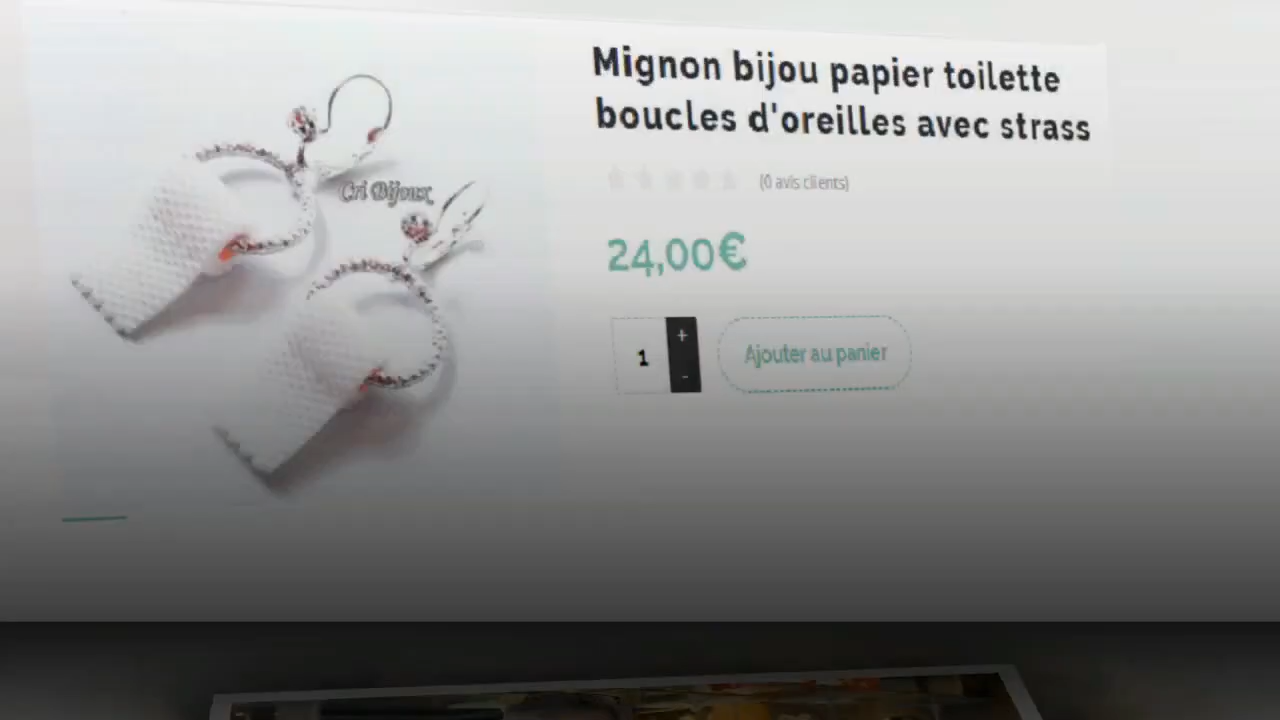 Mignon bijou papier toilette
boucles d'oreilles avec strass
Cri Bijoux
(0 avis clients)
24,00€
1
+
-
Ajouter au panier